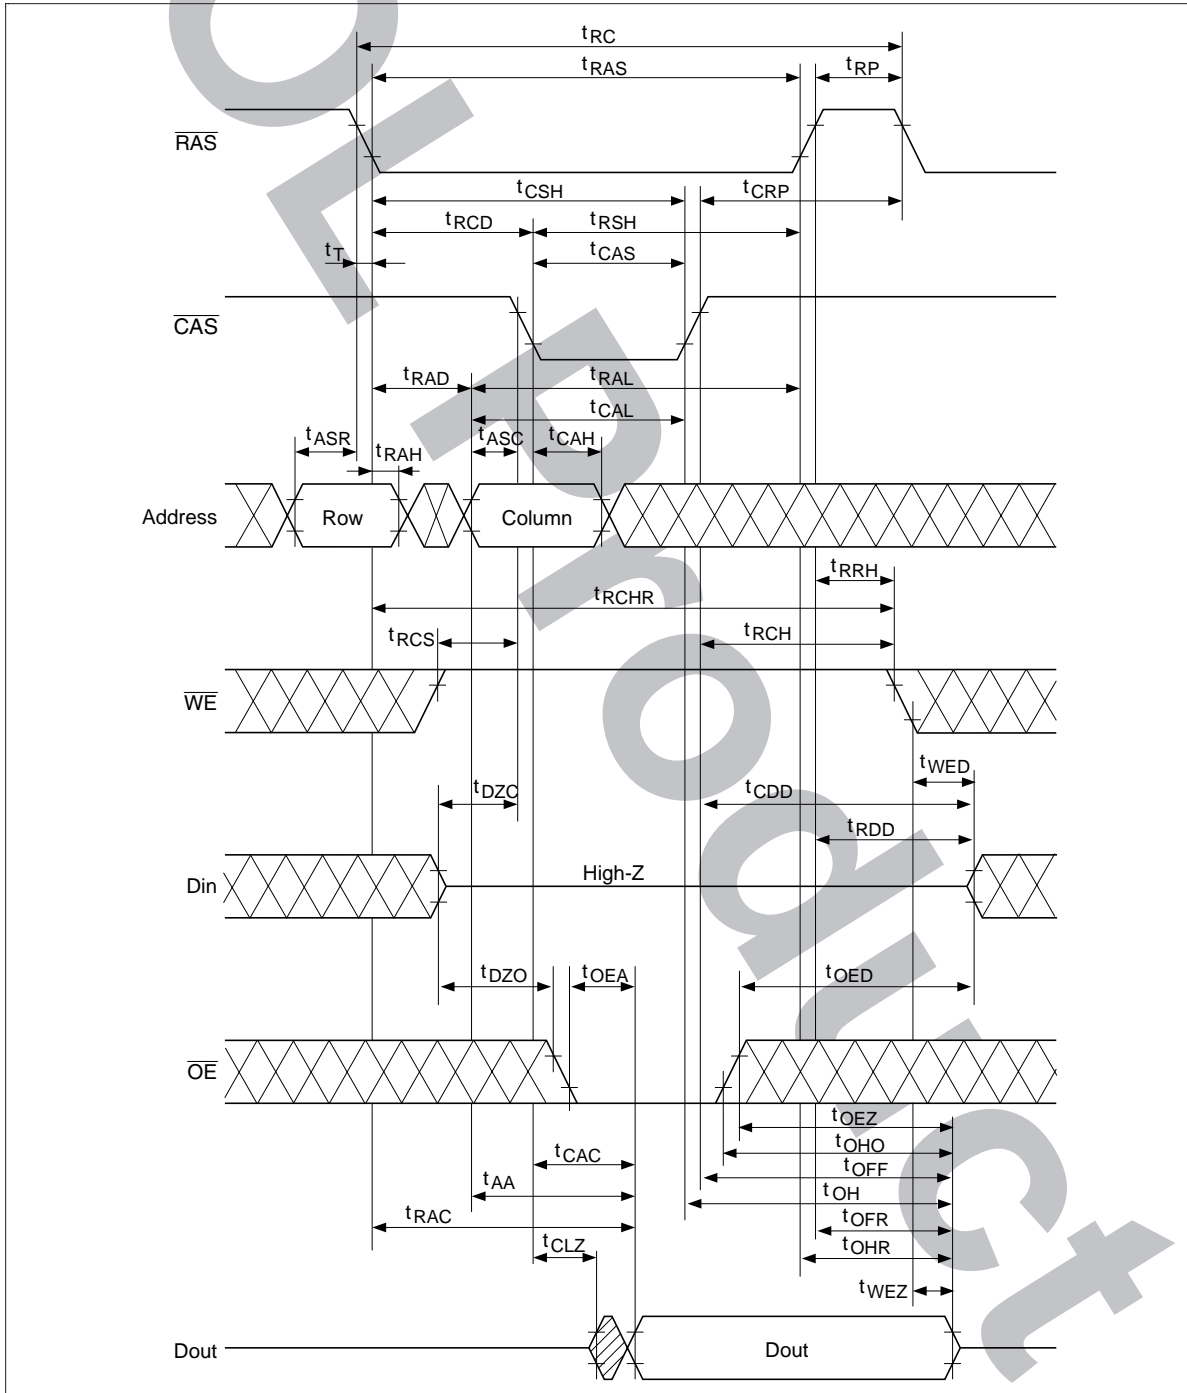 tRC
tRAS
tRP
RAS
tCSH
tCRP
tRCD
tRSH
tT
tCAS
CAS
tRAD
tRAL
tCAL
tASR
tRAH
tASC
tCAH
Address
Row
Column
tRRH
tRCHR
tRCS
tRCH
WE
tWED
tDZC
tCDD
tRDD
Din
High-Z
tDZO
tOEA
tOED
OE
tOEZ
tOHO
tCAC
tOFF
tAA
tOH
tRAC
tOFR
tCLZ
tOHR
tWEZ
Dout
Dout
OL Product